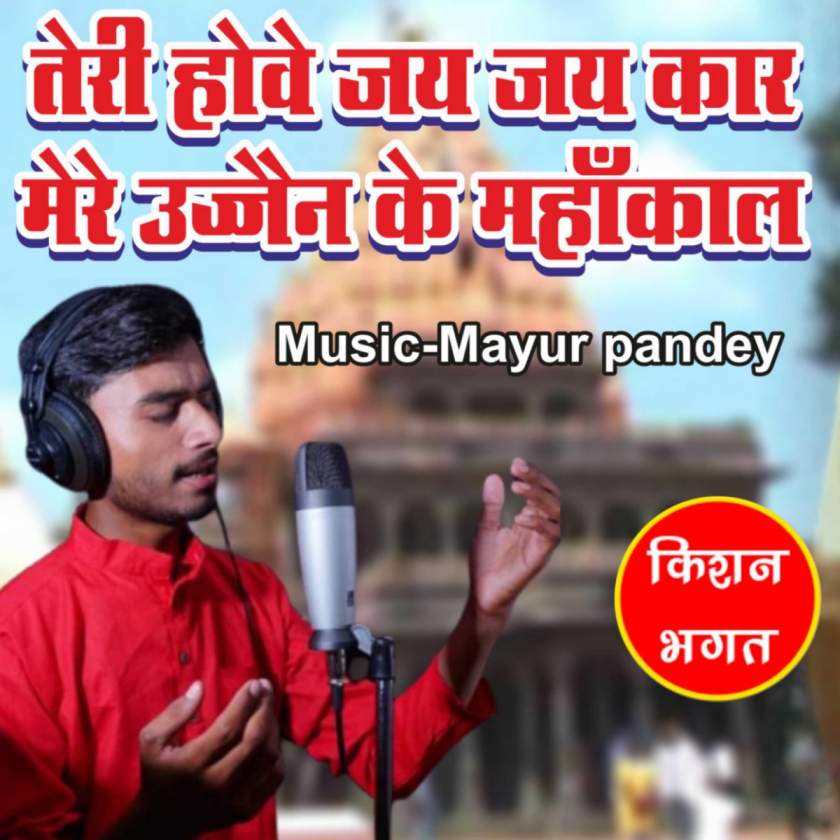 तेरी होवे जय जय कार
मेरे उज्जैन के महाँकाल
Music-Mayur pandey
किशन
भगत